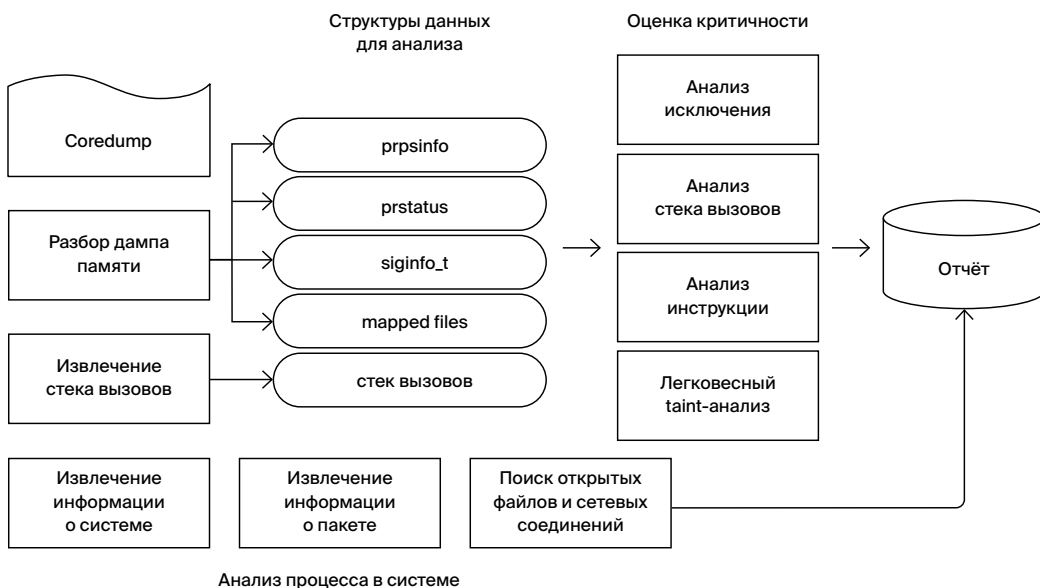 Структуры данных
для анализа
Оценка критичности
Coredump
Разбор дампа
памяти
Извлечение
стека вызовов
prpsinfo
prstatus
siginfo_t
mapped files
стек вызовов
Анализ
исключения
Анализ
стека вызовов
Анализ
инструкции
Легковесный
taint-анализ
Отчёт
Извлечение
информации
о системе
Извлечение
информации
о пакете
Поиск открытых
файлов и сетевых
соединений
Анализ процесса в системе